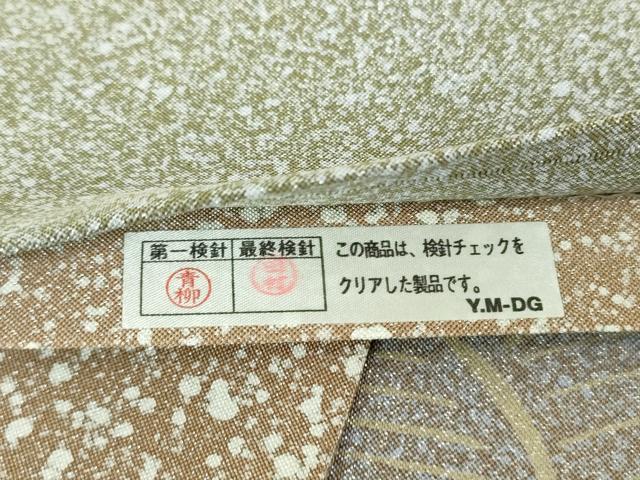 第一検針 最終検針
青柳
この商品は、検針チェックを
クリアした製品です。
Y.M-DG